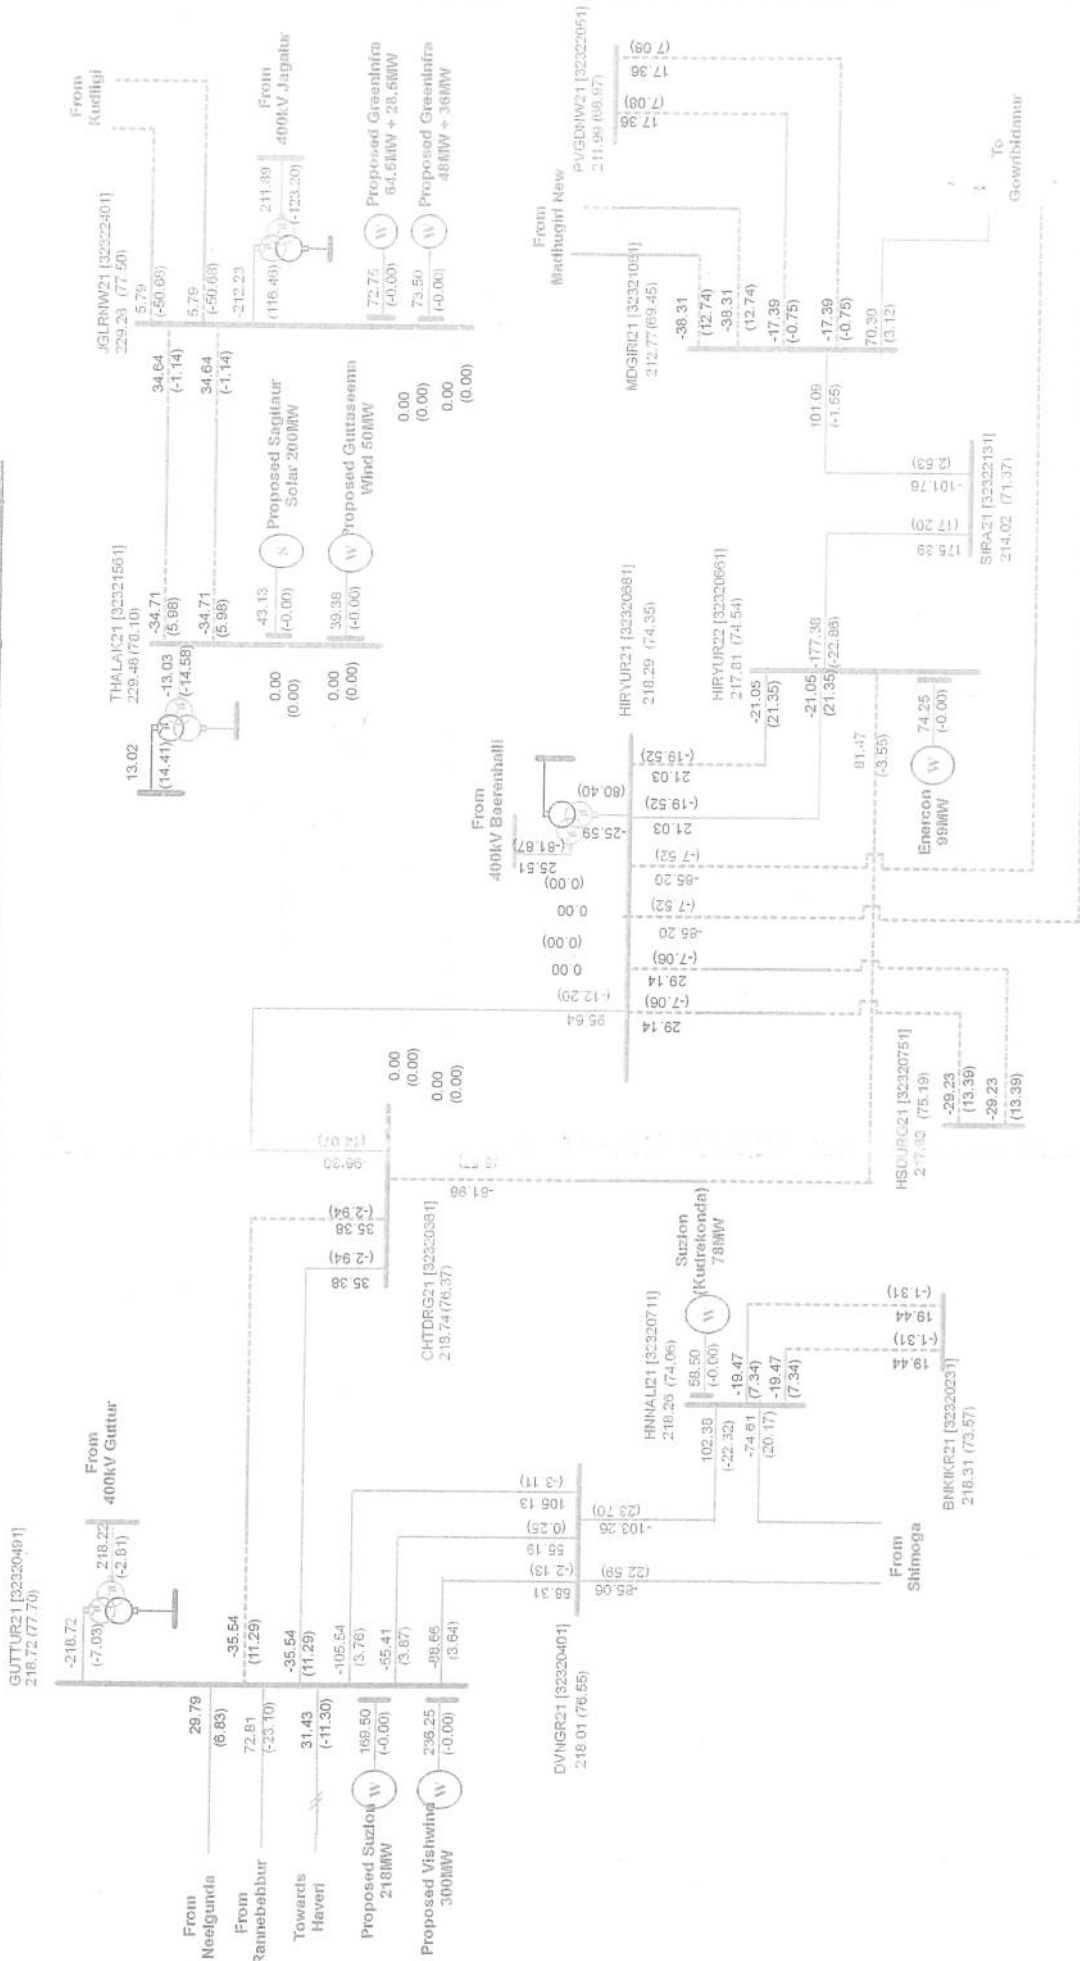 GUTTUR21 [32320491]
218.72 (77.70)
-218.72
(-7.03)
218.22
(-2.81)
From
400kV Guttur
29.79
(6.83)
From
Neelgunda
72.81
(-23.10)
From
Rannebebbur
31.43
(-11.30)
Towards
Haveri
169.50
(-0.00)
W
Proposed Suzlon
218MW
236.25
(-0.00)
W
Proposed Vishwind
300MW
-35.54
(11.29)
-35.54
(11.29)
-105.54
(3.76)
-55.41
(3.87)
-88.66
(3.64)
DVNGR21 [32320401]
218.01 (76.55)
88.31
(-2.13)
55.19
(0.25)
105.13
(-3.11)
-85.06
(22.59)
-103.26
(23.70)
From
Shimoga
HNNALI21 [32320711]
218.26 (74.06)
58.50
(-0.00)
W
Suzlon
(Kudrakonda)
78MW
102.38
(-22.32)
-74.61
(20.17)
-19.47
(7.34)
-19.47
(7.34)
BNKIKR21 [32320231]
218.31 (73.57)
19.44
(-1.31)
19.44
(-1.31)
CHTDRG21 [32320381]
218.74 (76.37)
35.38
(-2.94)
35.38
(-2.94)
-96.30
(14.07)
-81.98
0.00
(0.00)
0.00
(0.00)
HSDURG21 [32320751]
217.83 (75.19)
-29.23
(13.39)
-29.23
(13.39)
HIRYUR21 [32320681]
218.29 (74.35)
95.64
(-12.20)
29.14
(-7.06)
29.14
(-7.06)
-85.20
(-7.52)
-85.20
(-7.52)
21.03
(-19.52)
21.03
(-19.52)
0.00
(0.00)
0.00
(0.00)
25.51
(-81.87)
-25.59
(80.40)
From
400kV Beerenhalli
HIRYUR22 [32320661]
217.81 (74.54)
-21.05
(21.35)
-21.05
(21.35)
-177.38
(-22.86)
81.47
(-3.55)
74.25
(-0.00)
W
Enercon
99MW
SIRA21 [32322131]
214.02 (71.37)
175.39
(17.20)
-101.76
(2.53)
MDGIRI21 [32321081]
212.77(69.45)
-38.31
(12.74)
-38.31
(12.74)
-17.39
(-0.75)
-17.39
(-0.75)
70.30
(3.12)
101.09
(-1.55)
From
Madhugiri New
PVGDNW21 [32322051]
211.99 (68.97)
17.36
(7.08)
17.36
(7.08)
To
Gowribidanur
THALAK21 [32321561]
229.48 (78.10)
-13.03
(-14.58)
13.02
(14.41)
-34.71
(5.98)
-34.71
(5.98)
43.13
(-0.00)
S
Proposed Sagitaur
Solar 200MW
39.38
(-0.00)
W
Proposed Guttaseema
Wind 50MW
0.00
(0.00)
0.00
(0.00)
JGLRNW21 [32322401]
229.26 (77.50)
34.64
(-1.14)
34.64
(-1.14)
5.79
(-50.68)
5.79
(-50.68)
-212.23
(116.46)
211.89
(-123.20)
From
Kudligi
From
400kV Jagalur
72.75
(-0.00)
W
Proposed GreenInfra
64.5MW + 28.5MW
73.50
(-0.00)
W
Proposed GreenInfra
48MW + 36MW
0.00
(0.00)
0.00
(0.00)